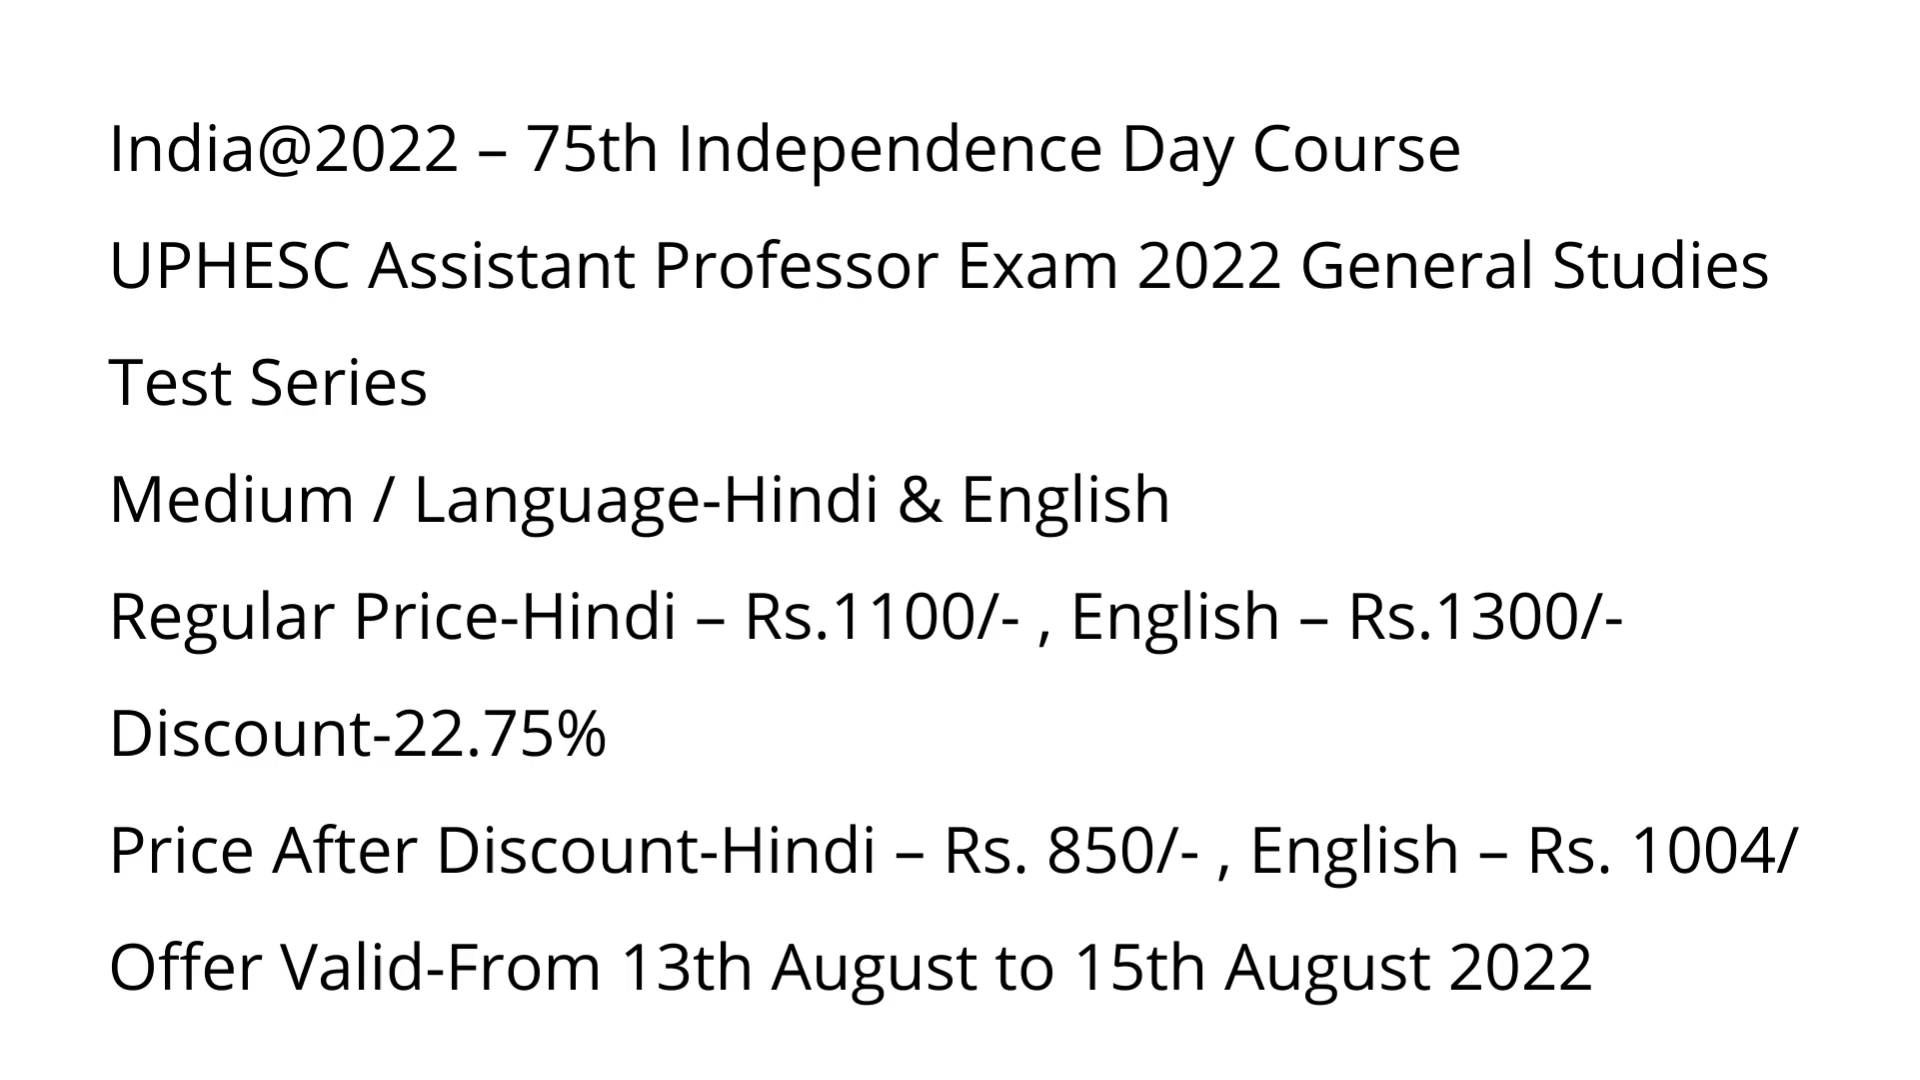 India@2022 – 75th Independence Day Course
UPHESC Assistant Professor Exam 2022 General Studies
Test Series
Medium / Language-Hindi & English
Regular Price-Hindi – Rs.1100/- , English – Rs.1300/-
Discount-22.75%
Price After Discount-Hindi – Rs. 850/- , English – Rs. 1004/
Offer Valid-From 13th August to 15th August 2022